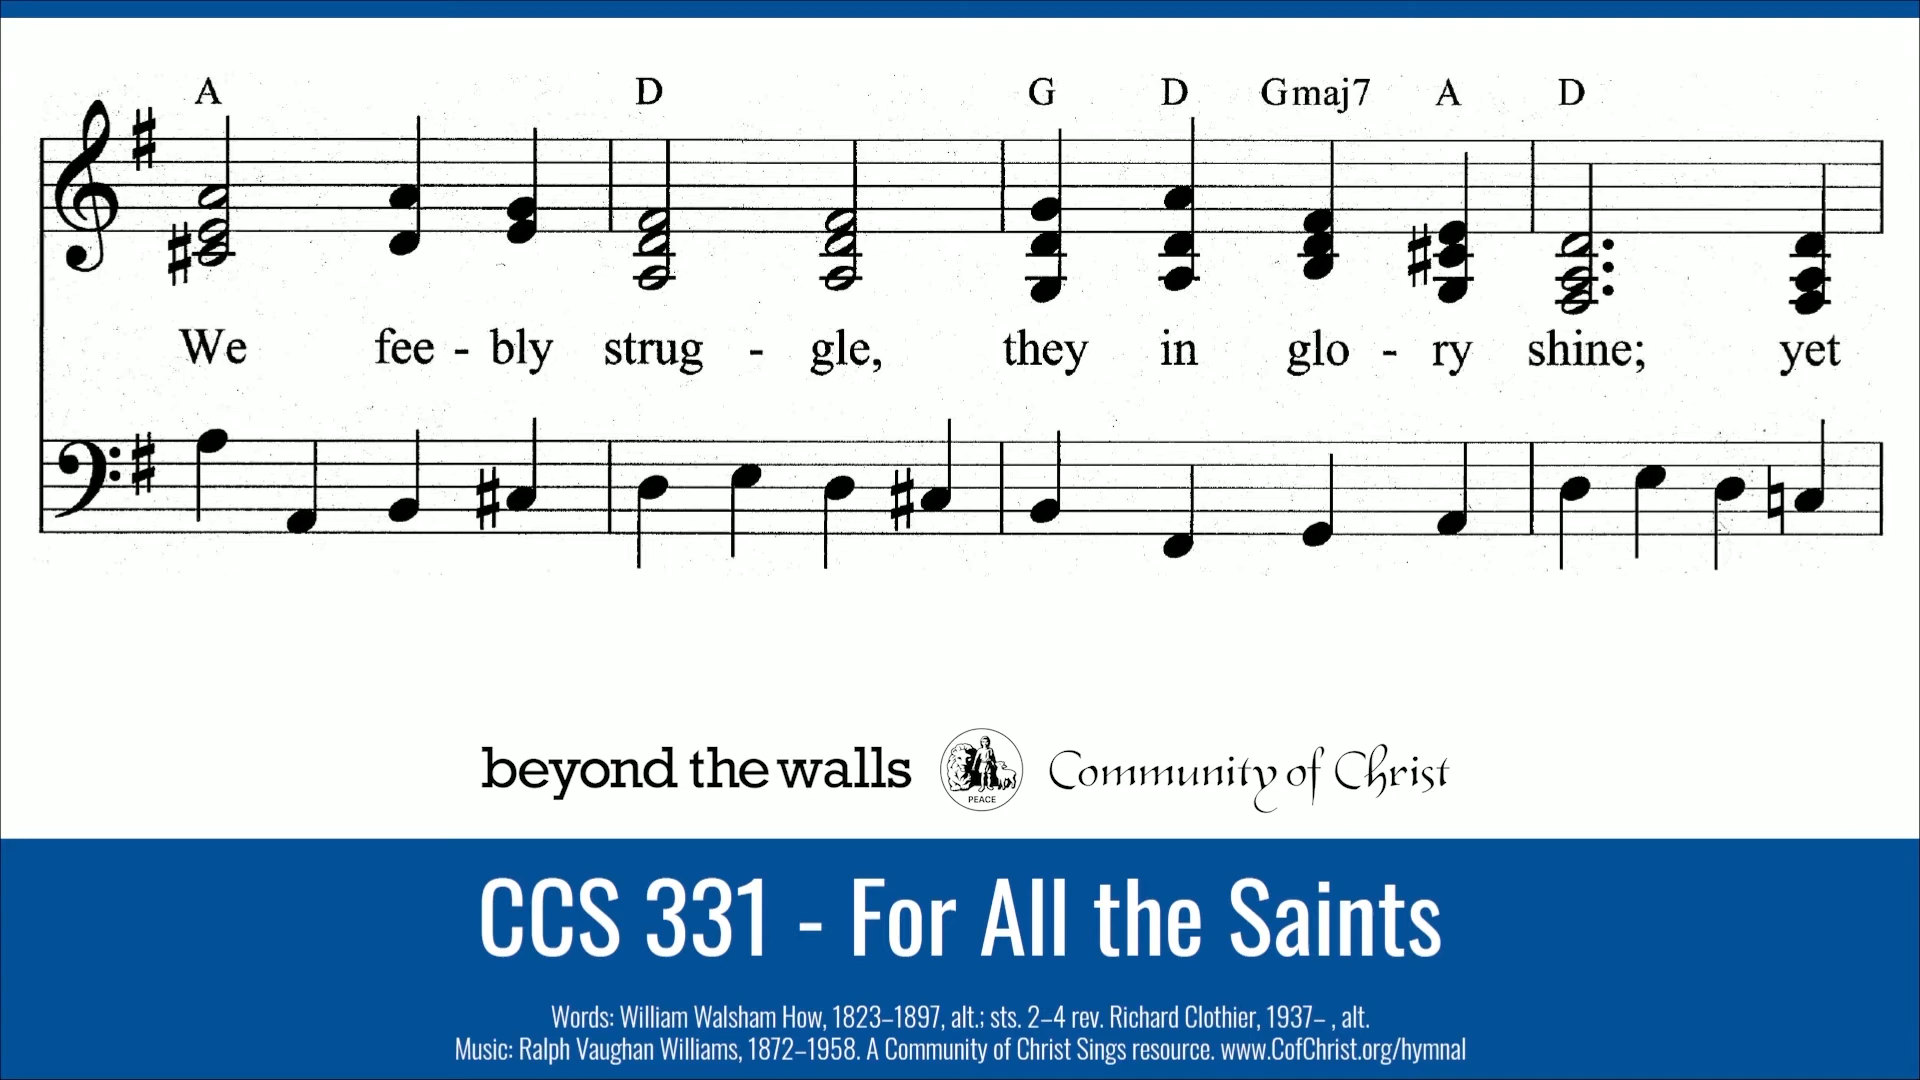 A D G D Gmaj7 A D
We fee - bly strug - gle, they in glo - ry shine; yet
beyond the walls
PEACE
Community of Christ
CCS 331 - For All the Saints
Words: William Walsham How, 1823–1897, alt.; sts. 2–4 rev. Richard Clothier, 1937– , alt.
Music: Ralph Vaughan Williams, 1872–1958. A Community of Christ Sings resource. www.CofChrist.org/hymnal